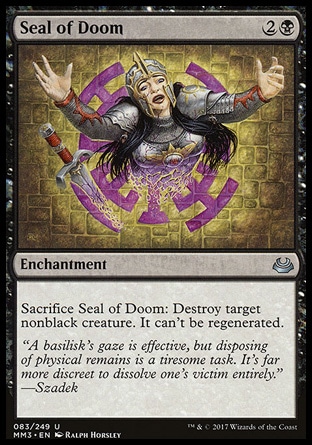 Seal of Doom 2
Enchantment
Sacrifice Seal of Doom: Destroy target
nonblack creature. It can't be regenerated.
"A basilisk's gaze is effective, but disposing
of physical remains is a tiresome task. It's far
more discreet to dissolve one's victim entirely."
—Szadek
083/249 U
MM3 • EN Ralph Horsley ™ & © 2017 Wizards of the Coast